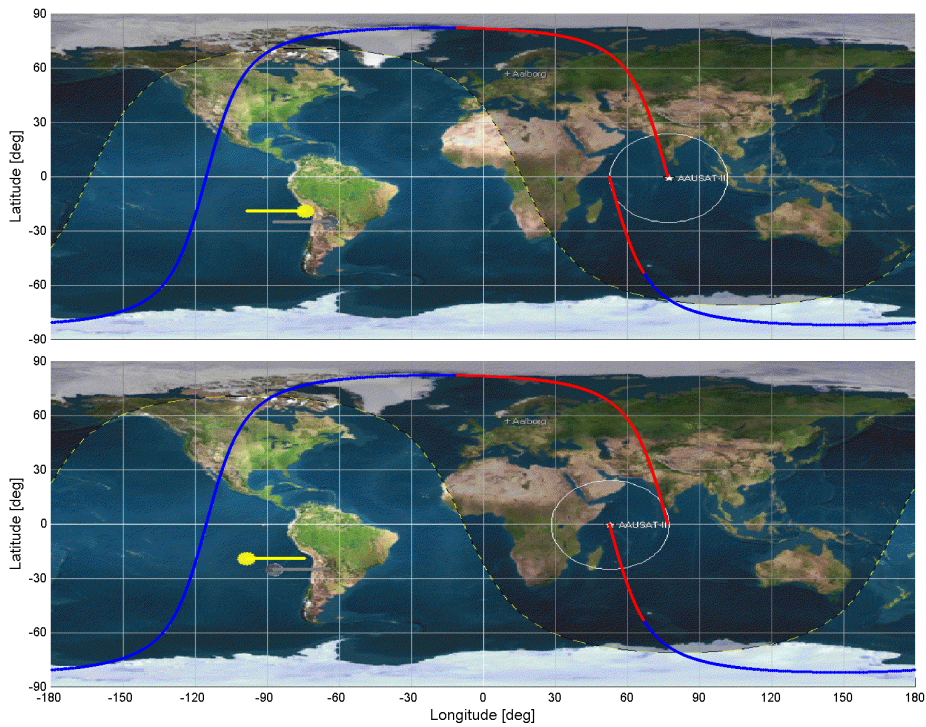 90
60
30
0
-30
-60
-90
Latitude [deg]
+Aalborg
AAUSAT-II
90
60
30
0
-30
-60
-90
Latitude [deg]
+Aalborg
AAUSAT-II
-180 -150 -120 -90 -60 -30 0 30 60 90 120 150 180
Longitude [deg]